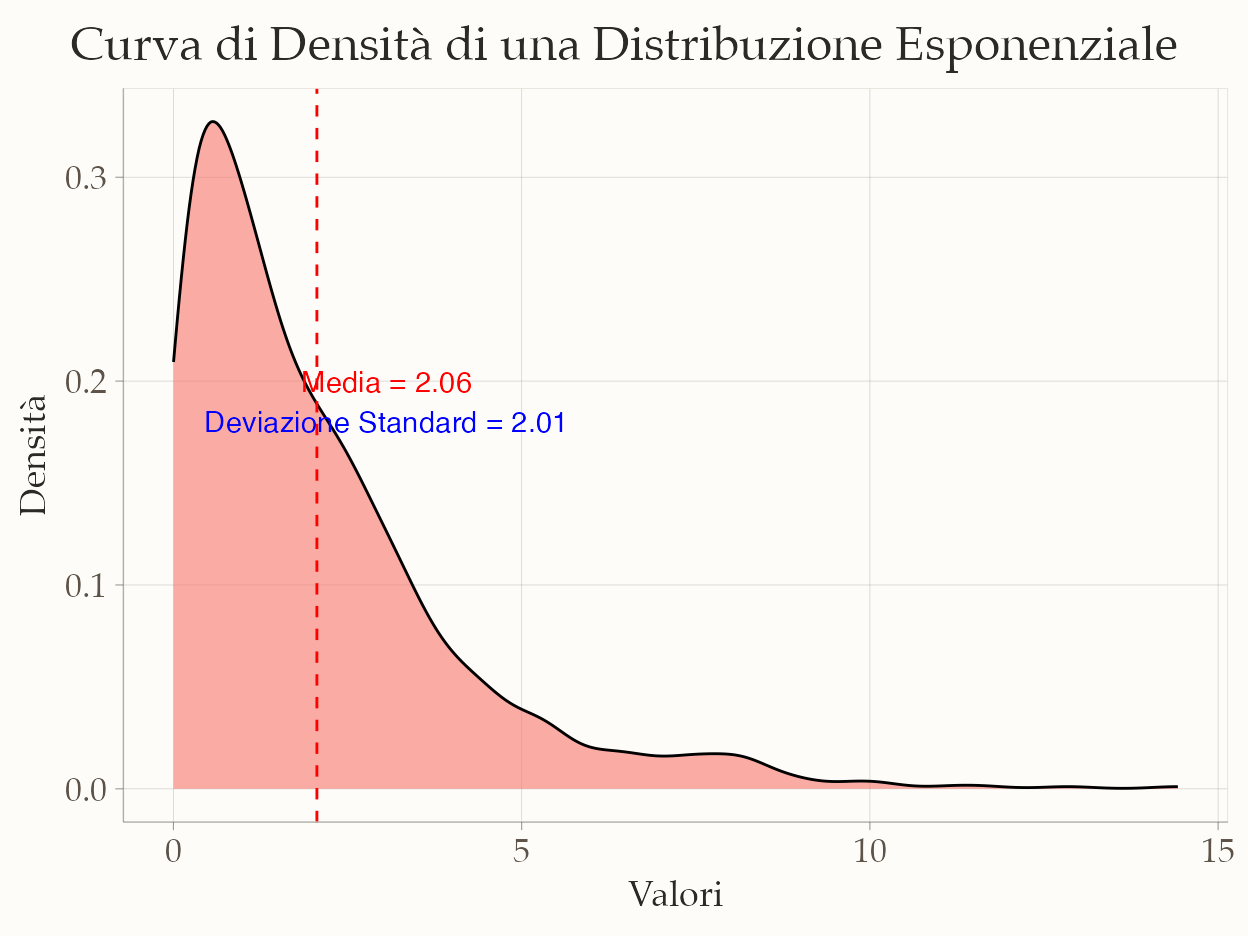 Curva di Densità di una Distribuzione Esponenziale
0.3
0.2
0.1
0.0
Densità
Media = 2.06
Deviazione Standard = 2.01
0 5 10 15
Valori